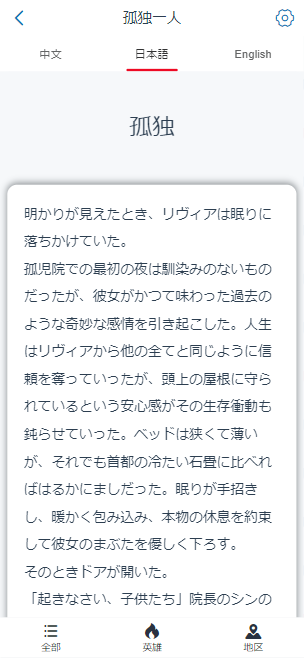 孤独一人
中文
日本語
English
孤独
明かりが見えたとき、リヴィアは眠りに
落ちかけていた。
孤児院での最初の夜は馴染みのないもの
だったが、彼女がかつて味わった過去の
ような奇妙な感情を引き起こした。人生
はリヴィアから他の全てと同じように信
頼を奪っていったが、頭上の屋根に守ら
れているという安心感がその生存衝動も
鈍らせていった。ベッドは狭くて薄い
が、それでも首都の冷たい石畳に比べれ
ばはるかにましだった。眠りが手招き
し、暖かく包み込み、本物の休息を約束
して彼女のまぶたを優しく下ろす。
そのときドアが開いた。
「起きなさい、子供たち」院長のシンの
全部
英雄
地区